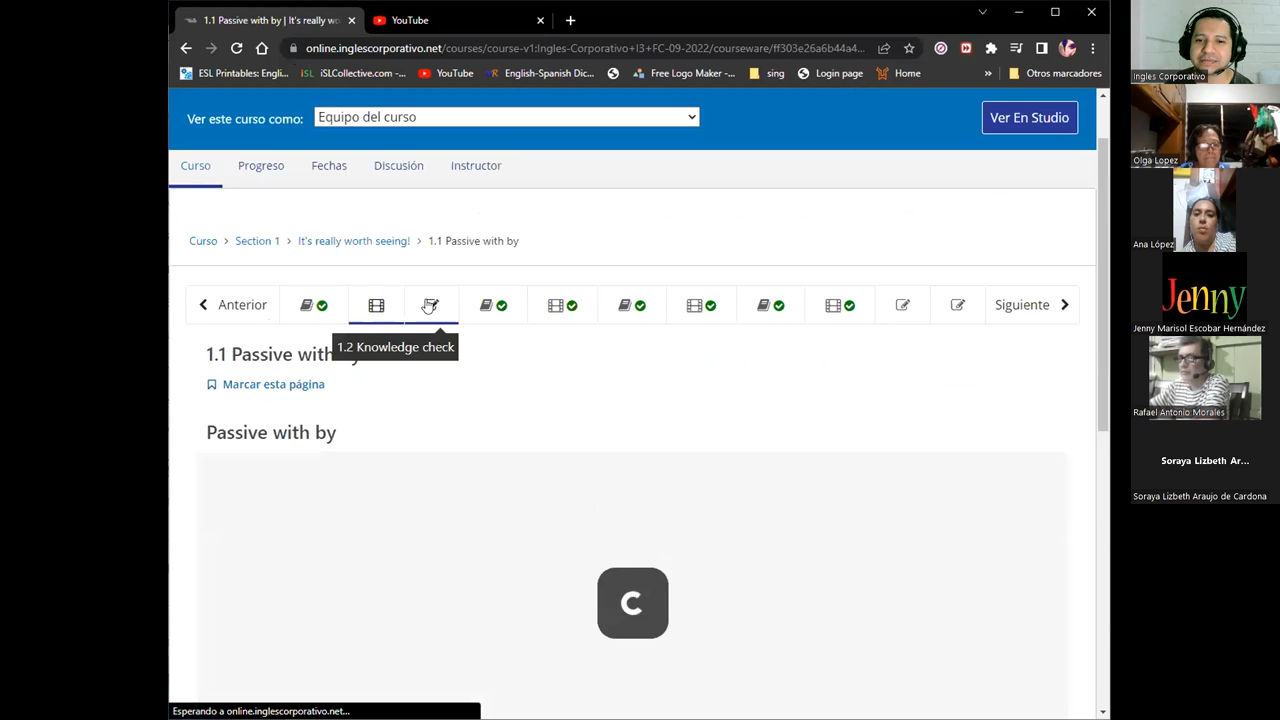 1.1 Passive with by | It's really wo
YouTube
online.inglescorporativo.net/courses/course-v1:Ingles-Corporativo+I3+FC-09-2022/courseware/ff303e26a6b44a4...
ESL Printables: Engli...
iSLCollective.com -...
YouTube
English-Spanish Dic...
Free Logo Maker -...
sing
Login page
Home
»
Otros marcadores
Ver este curso como:
Equipo del curso
Ver En Studio
Curso
Progreso
Fechas
Discusión
Instructor
Curso > Section 1 > It's really worth seeing! > 1.1 Passive with by
Anterior
Siguiente
1.2 Knowledge check
1.1 Passive with by
Marcar esta página
Passive with by
Esperando a online.inglescorporativo.net...
Ingles Corporativo
Olga Lopez
Ana López
Jenny
Jenny Marisol Escobar Hernández
Rafael Antonio Morales
Soraya Lizbeth Ar...
Soraya Lizbeth Araujo de Cardona